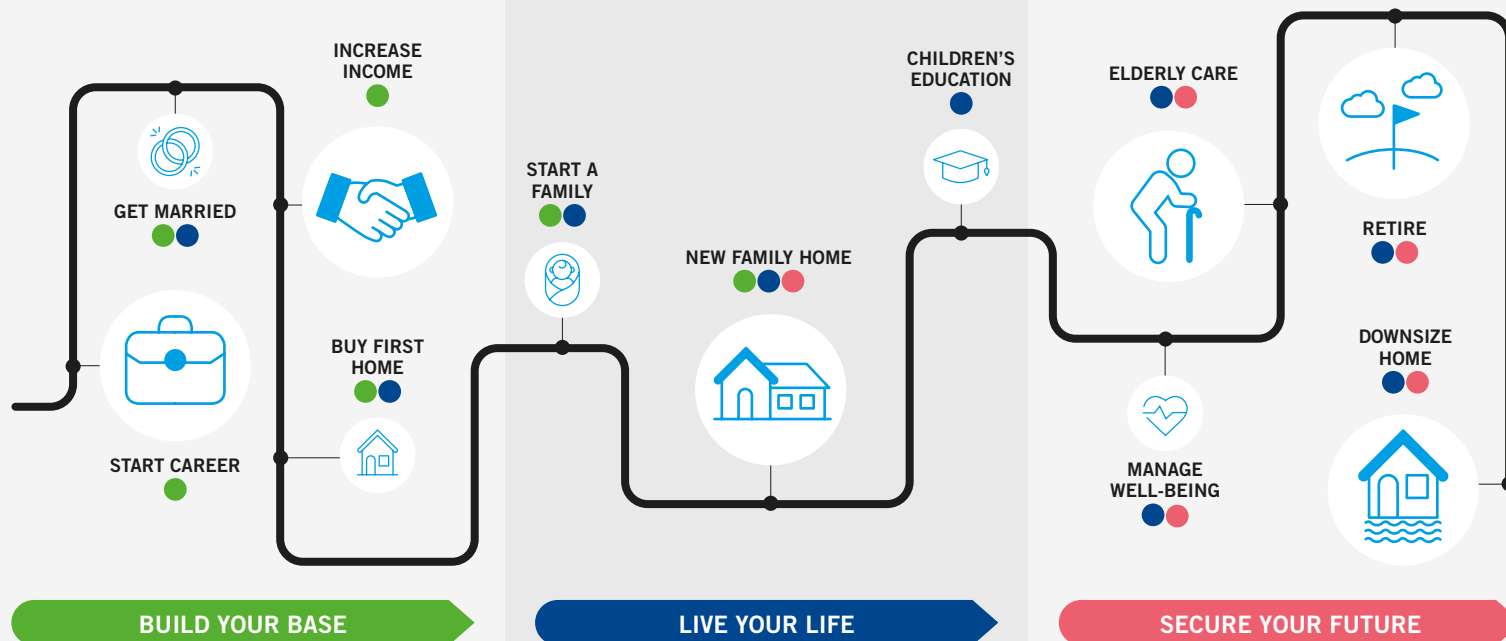 INCREASE
INCOME
GET MARRIED
START CAREER
BUY FIRST
HOME
START A
FAMILY
NEW FAMILY HOME
CHILDREN'S
EDUCATION
ELDERLY CARE
MANAGE
WELL-BEING
RETIRE
DOWNSIZE
HOME
BUILD YOUR BASE
LIVE YOUR LIFE
SECURE YOUR FUTURE